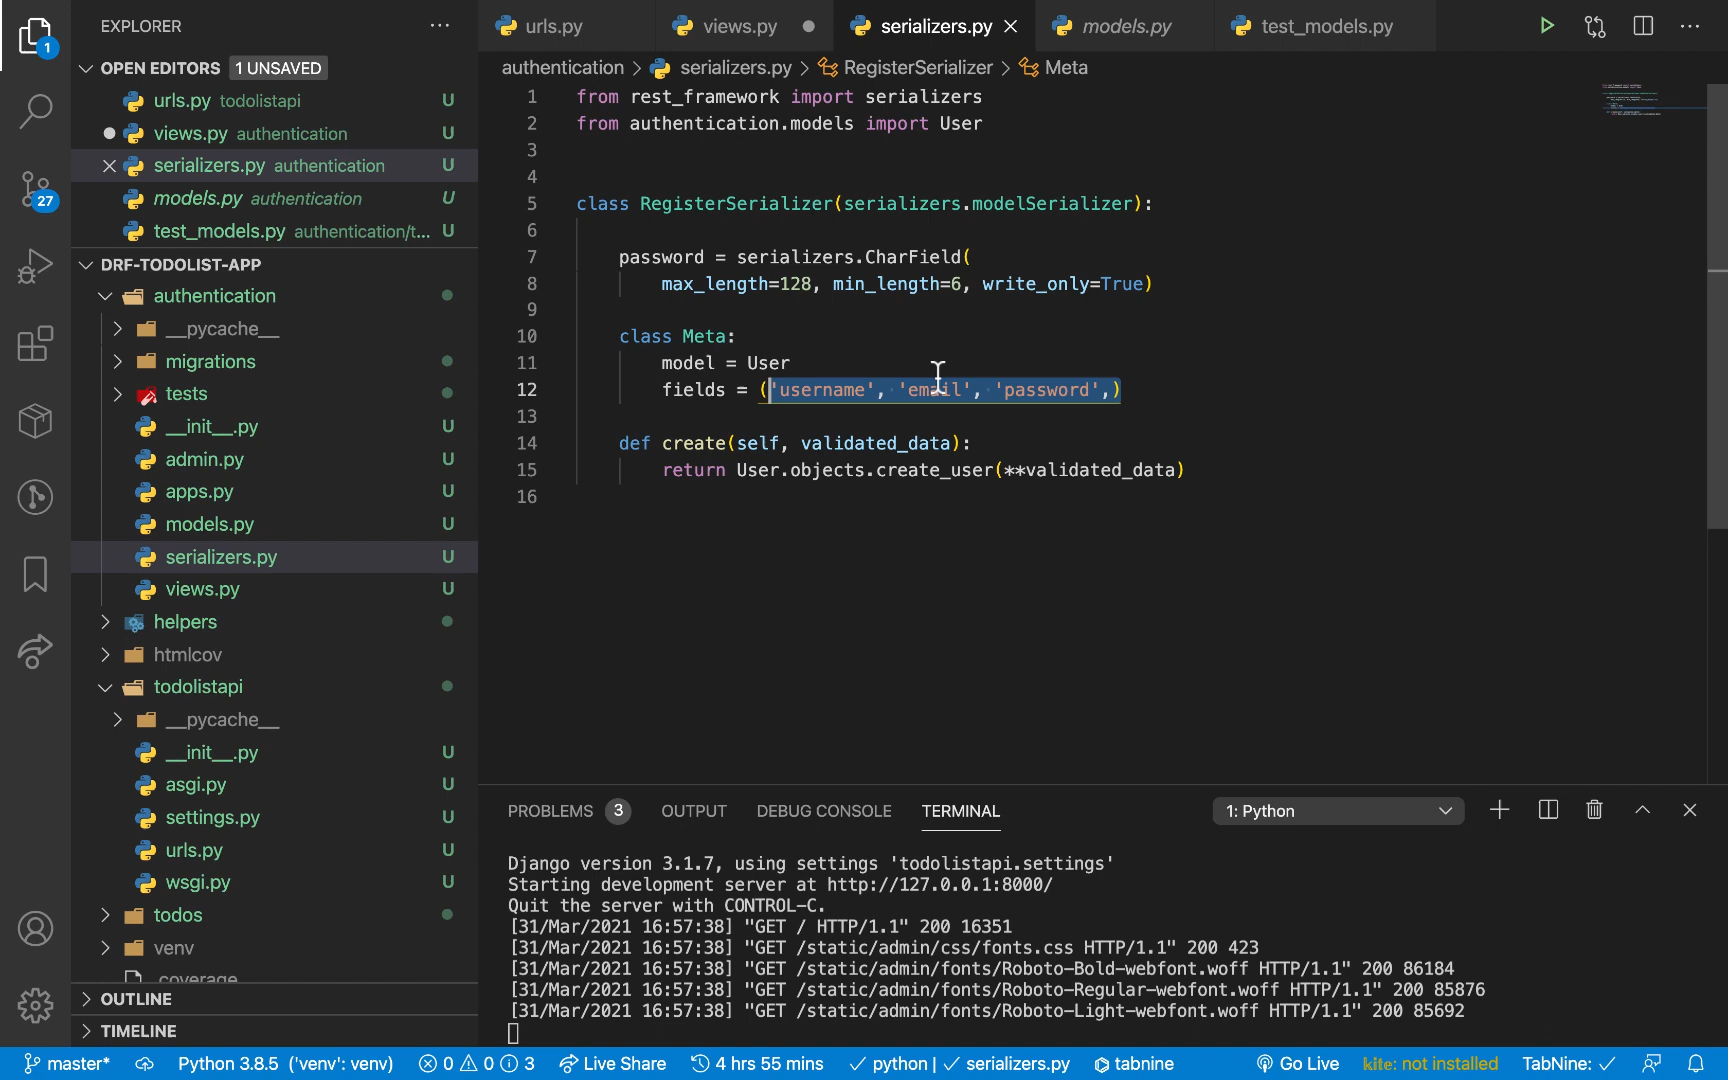 EXPLORER
OPEN EDITORS 1 UNSAVED
urls.py todolistapi U
views.py authentication U
serializers.py authentication U
models.py authentication U
test_models.py authentication/t... U
DRF-TODOLIST-APP
authentication
__pycache__
migrations
tests
__init__.py U
admin.py U
apps.py U
models.py U
serializers.py U
views.py U
helpers
htmlcov
todolistapi
__pycache__
__init__.py U
asgi.py U
settings.py U
urls.py U
wsgi.py U
todos
venv
.coverage
OUTLINE
TIMELINE
1
27
urls.py views.py serializers.py models.py test_models.py
authentication > serializers.py > RegisterSerializer > Meta
1 from rest_framework import serializers
2 from authentication.models import User
3
4
5 class RegisterSerializer(serializers.modelSerializer):
6
7 password = serializers.CharField(
8 max_length=128, min_length=6, write_only=True)
9
10 class Meta:
11 model = User
12 fields = ('username', 'email', 'password',)
13
14 def create(self, validated_data):
15 return User.objects.create_user(**validated_data)
16
PROBLEMS 3 OUTPUT DEBUG CONSOLE TERMINAL 1: Python
Django version 3.1.7, using settings 'todolistapi.settings'
Starting development server at http://127.0.0.1:8000/
Quit the server with CONTROL-C.
[31/Mar/2021 16:57:38] "GET / HTTP/1.1" 200 16351
[31/Mar/2021 16:57:38] "GET /static/admin/css/fonts.css HTTP/1.1" 200 423
[31/Mar/2021 16:57:38] "GET /static/admin/fonts/Roboto-Bold-webfont.woff HTTP/1.1" 200 86184
[31/Mar/2021 16:57:38] "GET /static/admin/fonts/Roboto-Regular-webfont.woff HTTP/1.1" 200 85876
[31/Mar/2021 16:57:38] "GET /static/admin/fonts/Roboto-Light-webfont.woff HTTP/1.1" 200 85692
master* Python 3.8.5 ('venv': venv) 0 0 3 Live Share 4 hrs 55 mins python | serializers.py tabnine Go Live kite: not installed TabNine: